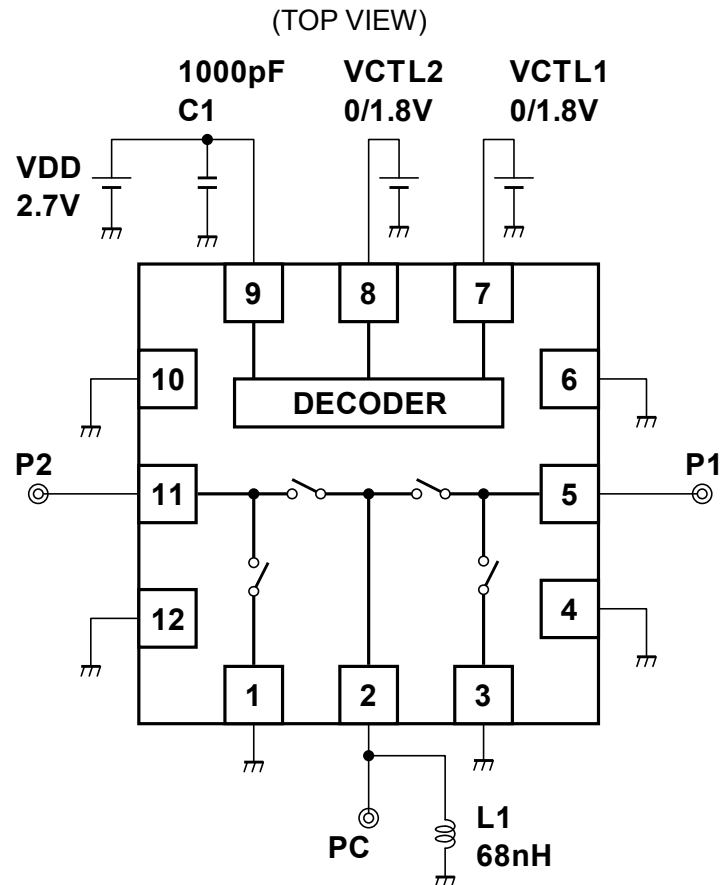 (TOP VIEW)
1000pF
C1
VCTL2
0/1.8V
VCTL1
0/1.8V
VDD
2.7V
9
8
7
10
DECODER
6
P2
11
5
P1
12
4
1
2
3
PC
L1
68nH